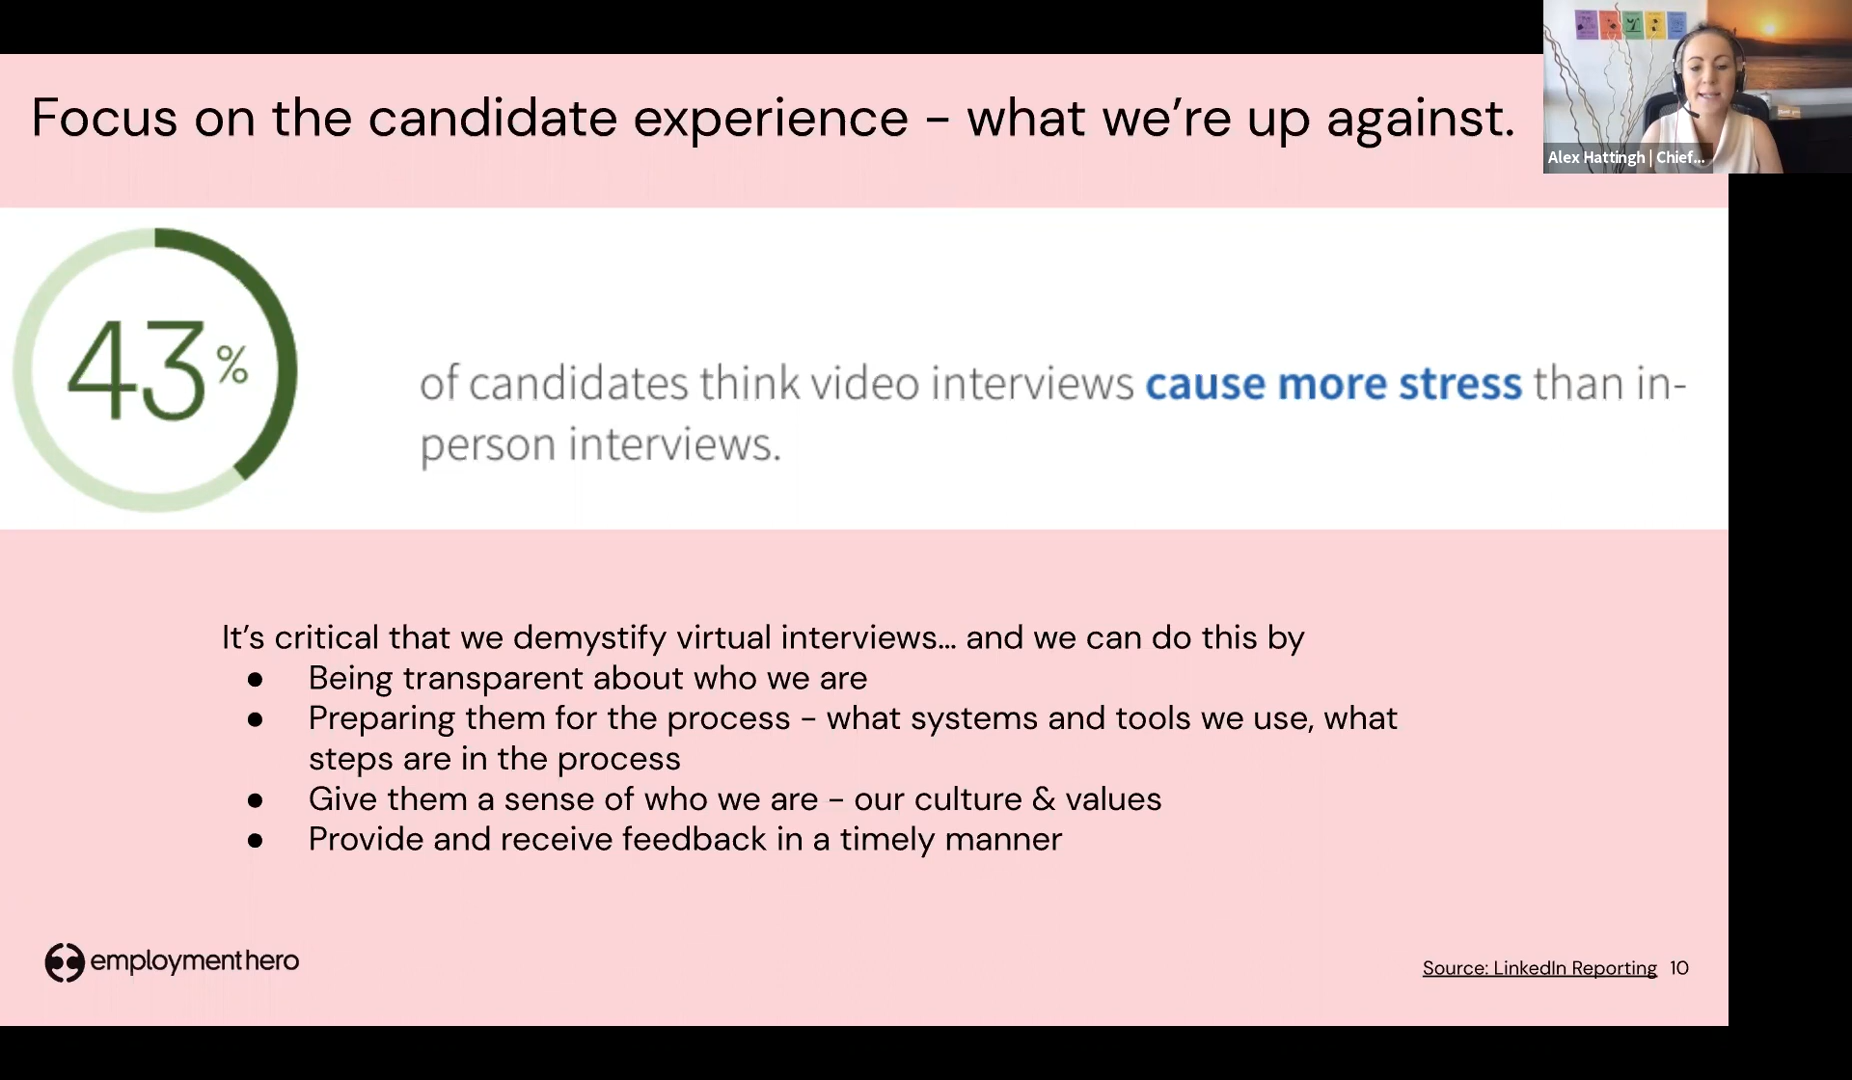 Focus on the candidate experience – what we’re up against.
Alex Hattingh | Chief...
43%
of candidates think video interviews cause more stress than in-
person interviews.
It’s critical that we demystify virtual interviews... and we can do this by
● Being transparent about who we are
● Preparing them for the process – what systems and tools we use, what
steps are in the process
● Give them a sense of who we are – our culture & values
● Provide and receive feedback in a timely manner
employmenthero
Source: LinkedIn Reporting 10